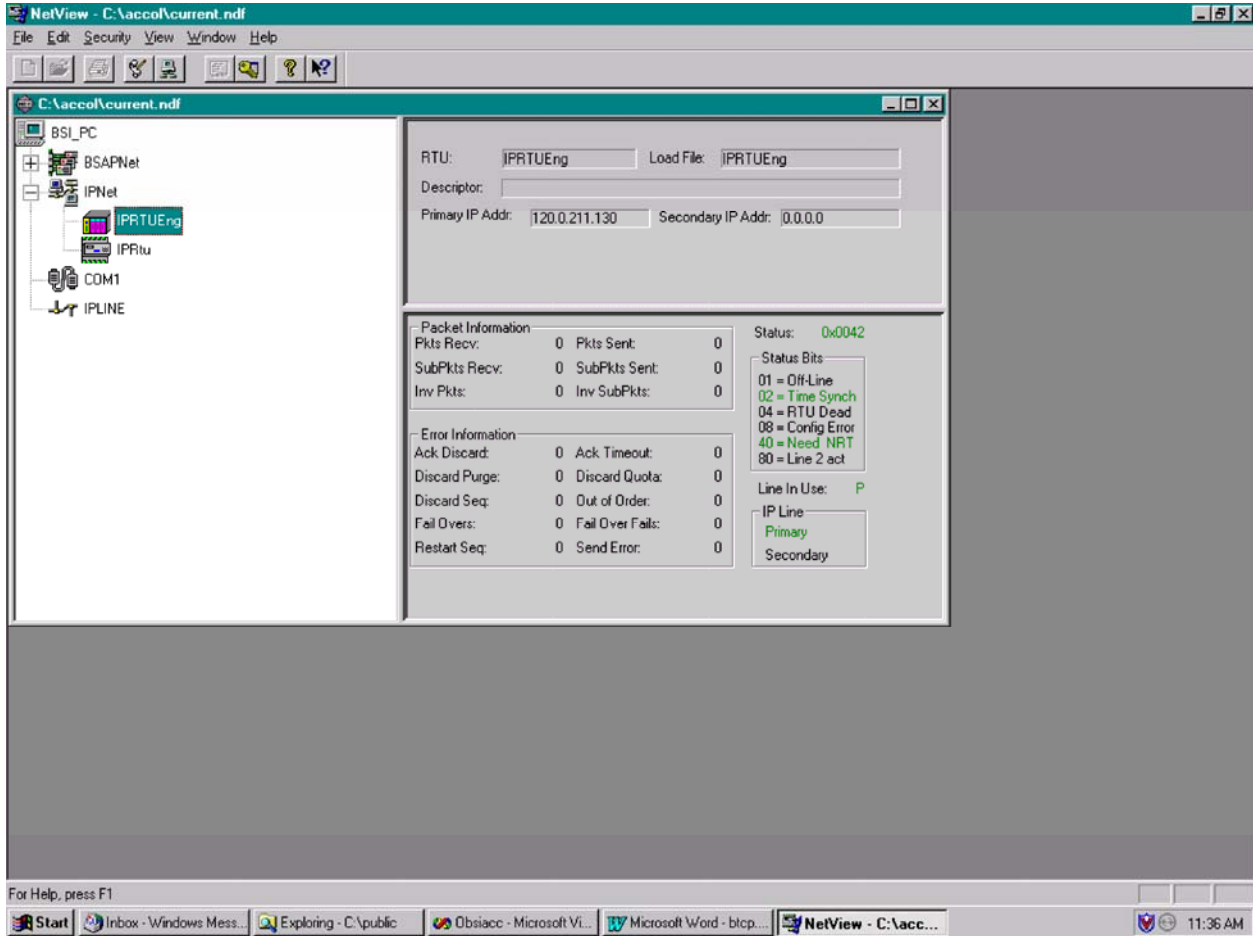 NetView - C:\accol\current.ndf
File Edit Security View Window Help
C:\accol\current.ndf
BSI_PC
BSAPNet
IPNet
IPRTUEng
IPRtu
COM1
IPLINE
RTU: IPRTUEng Load File: IPRTUEng
Descriptor:
Primary IP Addr: 120.0.211.130 Secondary IP Addr: 0.0.0.0
Packet Information
Pkts Recv: 0 Pkts Sent: 0
SubPkts Recv: 0 SubPkts Sent: 0
Inv Pkts: 0 Inv SubPkts: 0
Error Information
Ack Discard: 0 Ack Timeout: 0
Discard Purge: 0 Discard Quota: 0
Discard Seq: 0 Out of Order: 0
Fail Overs: 0 Fail Over Fails: 0
Restart Seq: 0 Send Error: 0
Status: 0x0042
Status Bits
01 = Off-Line
02 = Time Synch
04 = RTU Dead
08 = Config Error
40 = Need NRT
80 = Line 2 act
Line In Use: P
IP Line
Primary
Secondary
For Help, press F1
Start Inbox - Windows Mess... Exploring - C:\public Obsiacc - Microsoft Vi... Microsoft Word - btcp.... NetView - C:\acc... 11:36 AM